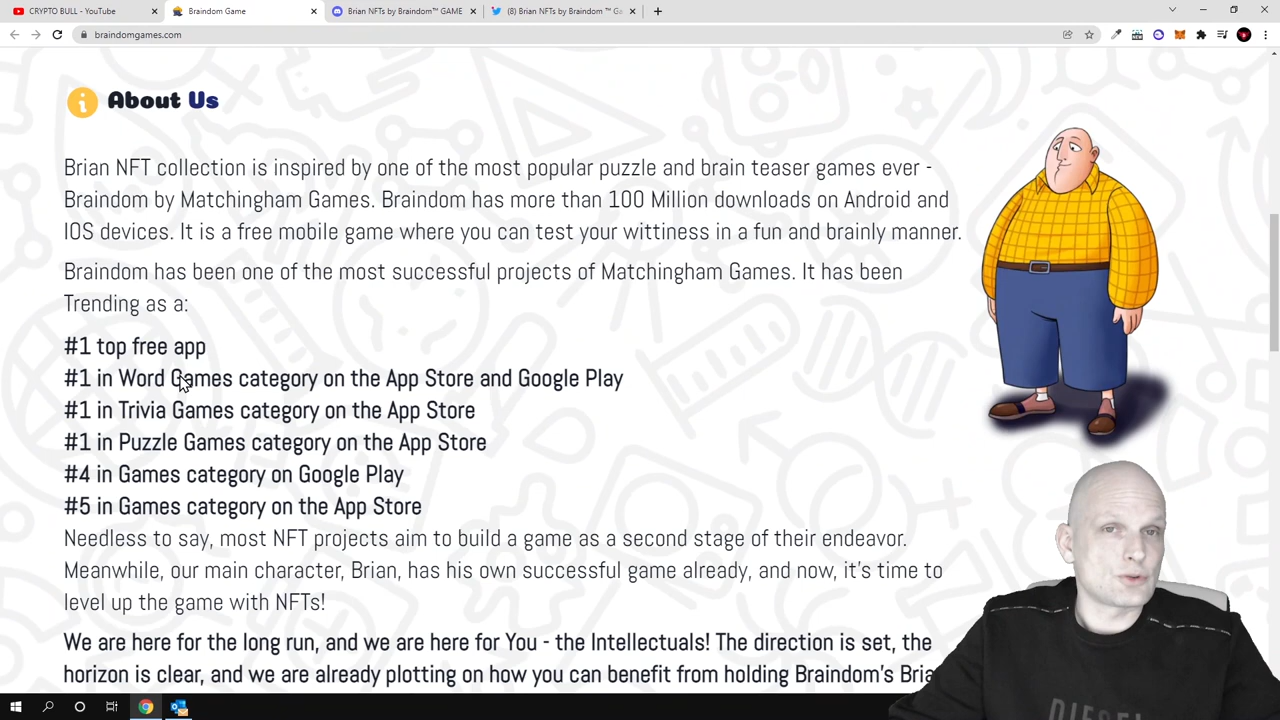 CRYPTO BULL - YouTube
Braindom Game
Brian NFTs by Braindom™ GAME
(8) Brian NFTs by Braindom ™ Ga
braindomgames.com
About Us
Brian NFT collection is inspired by one of the most popular puzzle and brain teaser games ever -
Braindom by Matchingham Games. Braindom has more than 100 Million downloads on Android and
IOS devices. It is a free mobile game where you can test your wittiness in a fun and brainly manner.
Braindom has been one of the most successful projects of Matchingham Games. It has been
Trending as a:
#1 top free app
#1 in Word Games category on the App Store and Google Play
#1 in Trivia Games category on the App Store
#1 in Puzzle Games category on the App Store
#4 in Games category on Google Play
#5 in Games category on the App Store
Needless to say, most NFT projects aim to build a game as a second stage of their endeavor.
Meanwhile, our main character, Brian, has his own successful game already, and now, it's time to
level up the game with NFTs!
We are here for the long run, and we are here for You - the Intellectuals! The direction is set, the
horizon is clear, and we are already plotting on how you can benefit from holding Braindom's Bria
DIESEL